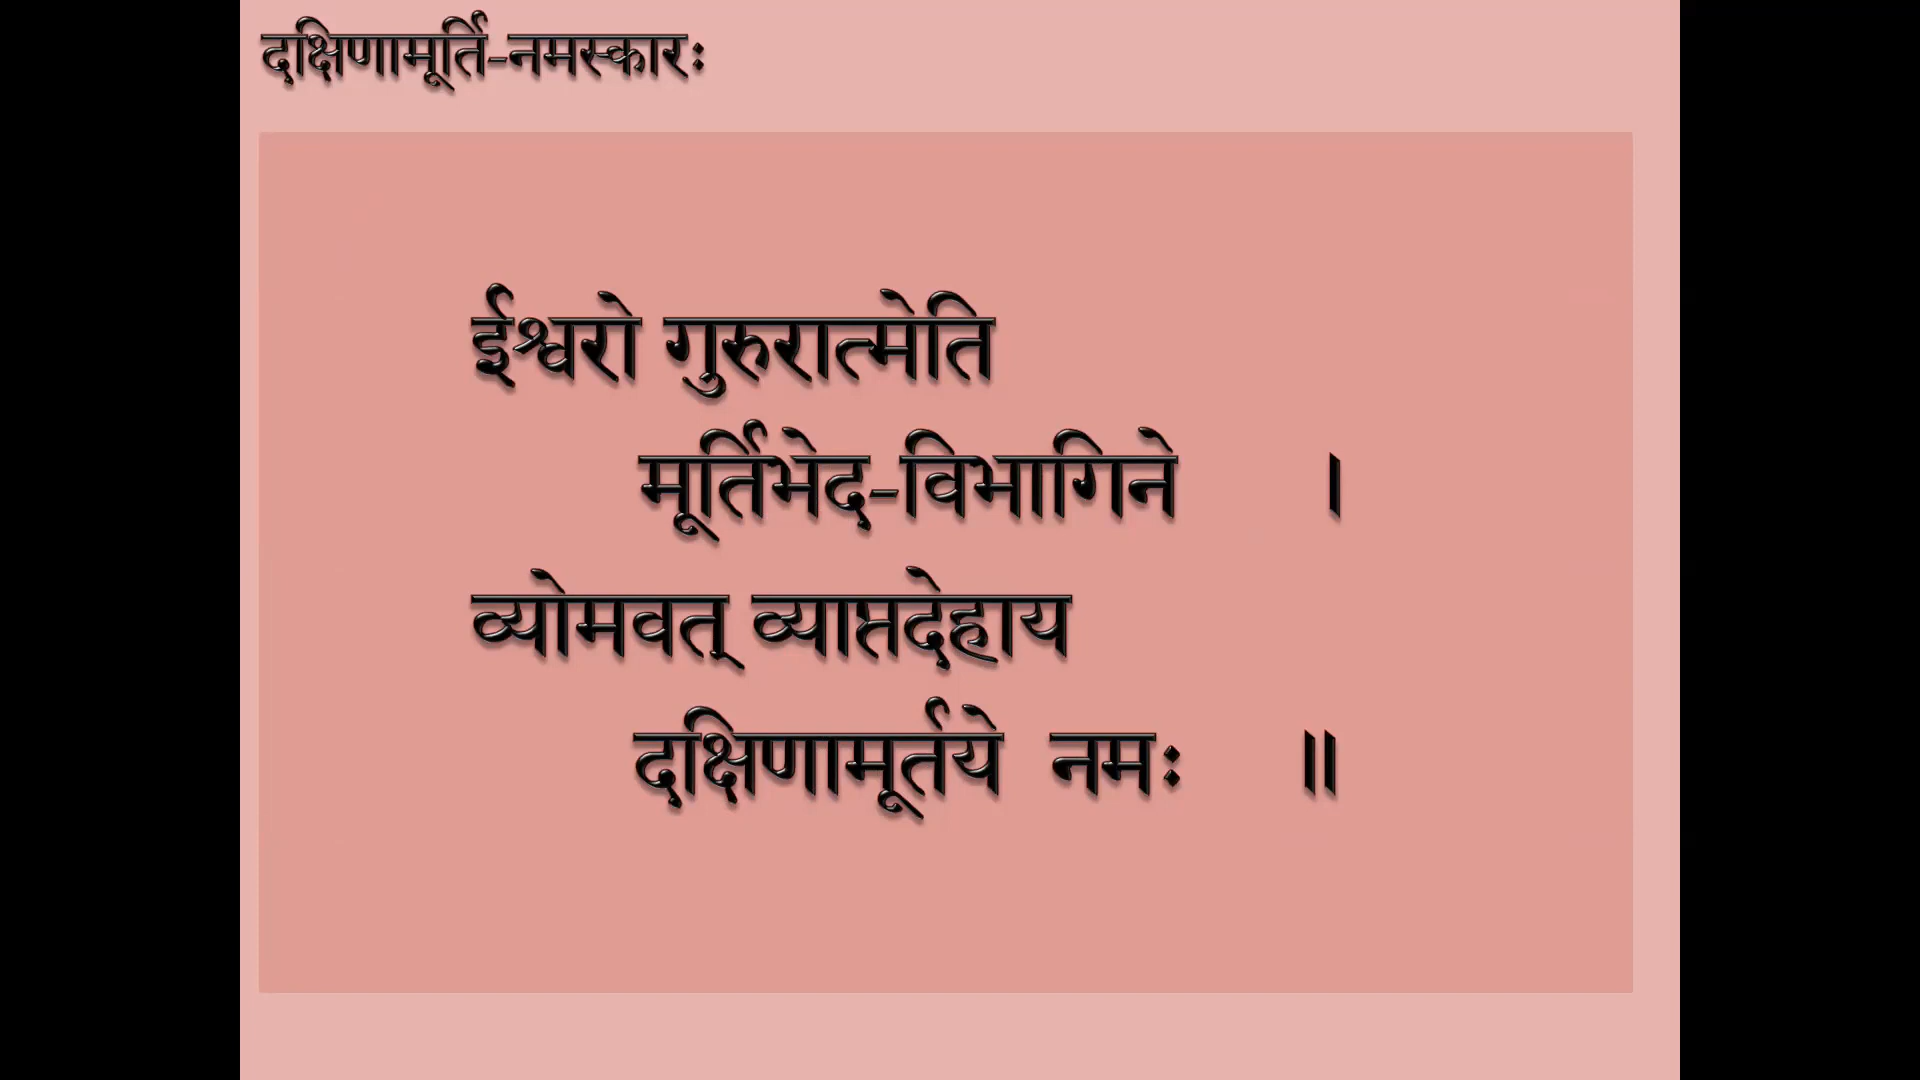 दक्षिणामूर्ति-नमस्कारः
ईश्वरो गुरुरात्मेति
मूर्तिभेद-विभागिने ।
व्योमवत् व्याप्तदेहाय
दक्षिणामूर्तये नमः ॥